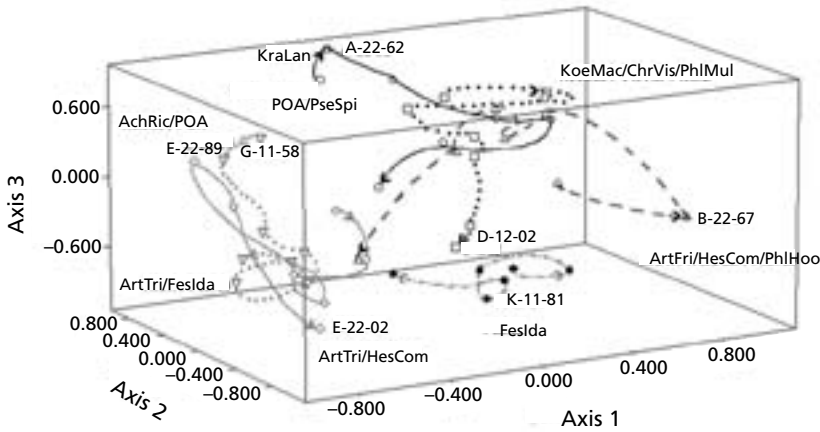 KraLan
A-22-62
KoeMac/ChrVis/PhlMul
POA/PseSpi
0.600
AchRic/POA
E-22-89
G-11-58
0.000
Axis 3
B-22-67
D-12-02
−0.600
ArtFri/HesCom/PhlHoo
ArtTri/FesIda
K-11-81
E-22-02
FesIda
ArtTri/HesCom
0.800
0.400
0.000
−0.400
−0.800
Axis 2
−0.800
−0.400
0.000
0.400
0.800
Axis 1